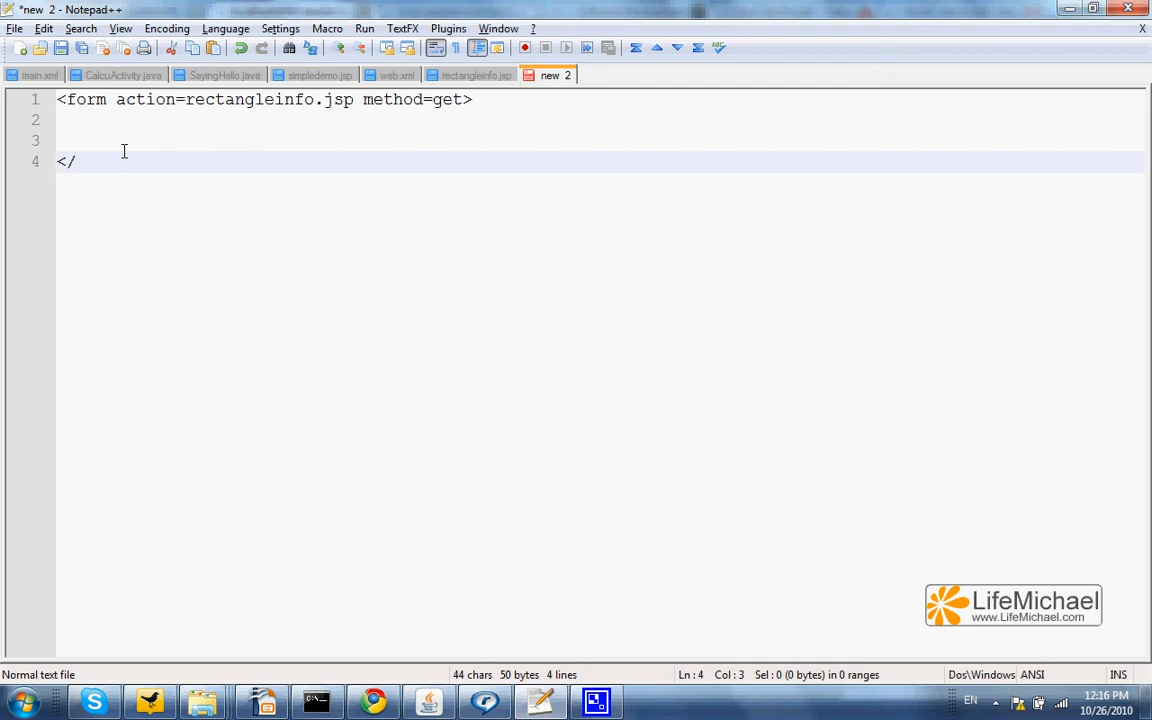 *new 2 - Notepad++
File Edit Search View Encoding Language Settings Macro Run TextFX Plugins Window ? X
main.xml CalcuActivity.java SayingHello.java simpledemo.jsp web.xml rectangleinfo.jsp new 2
1 <form action=rectangleinfo.jsp method=get>
2
3
4 </
LifeMichael
www.LifeMichael.com
Normal text file 44 chars 50 bytes 4 lines Ln : 4 Col : 3 Sel : 0 (0 bytes) in 0 ranges Dos\Windows ANSI INS
EN 12:16 PM
10/26/2010